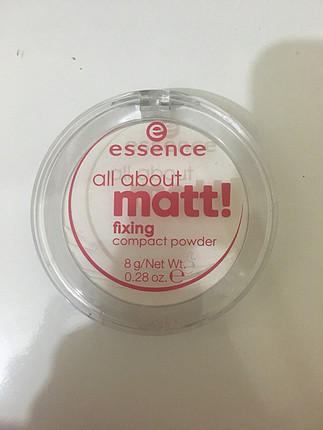 e
essence
all about
matt!
fixing
compact powder
8 g/Net Wt.
0.28 oz. ℮